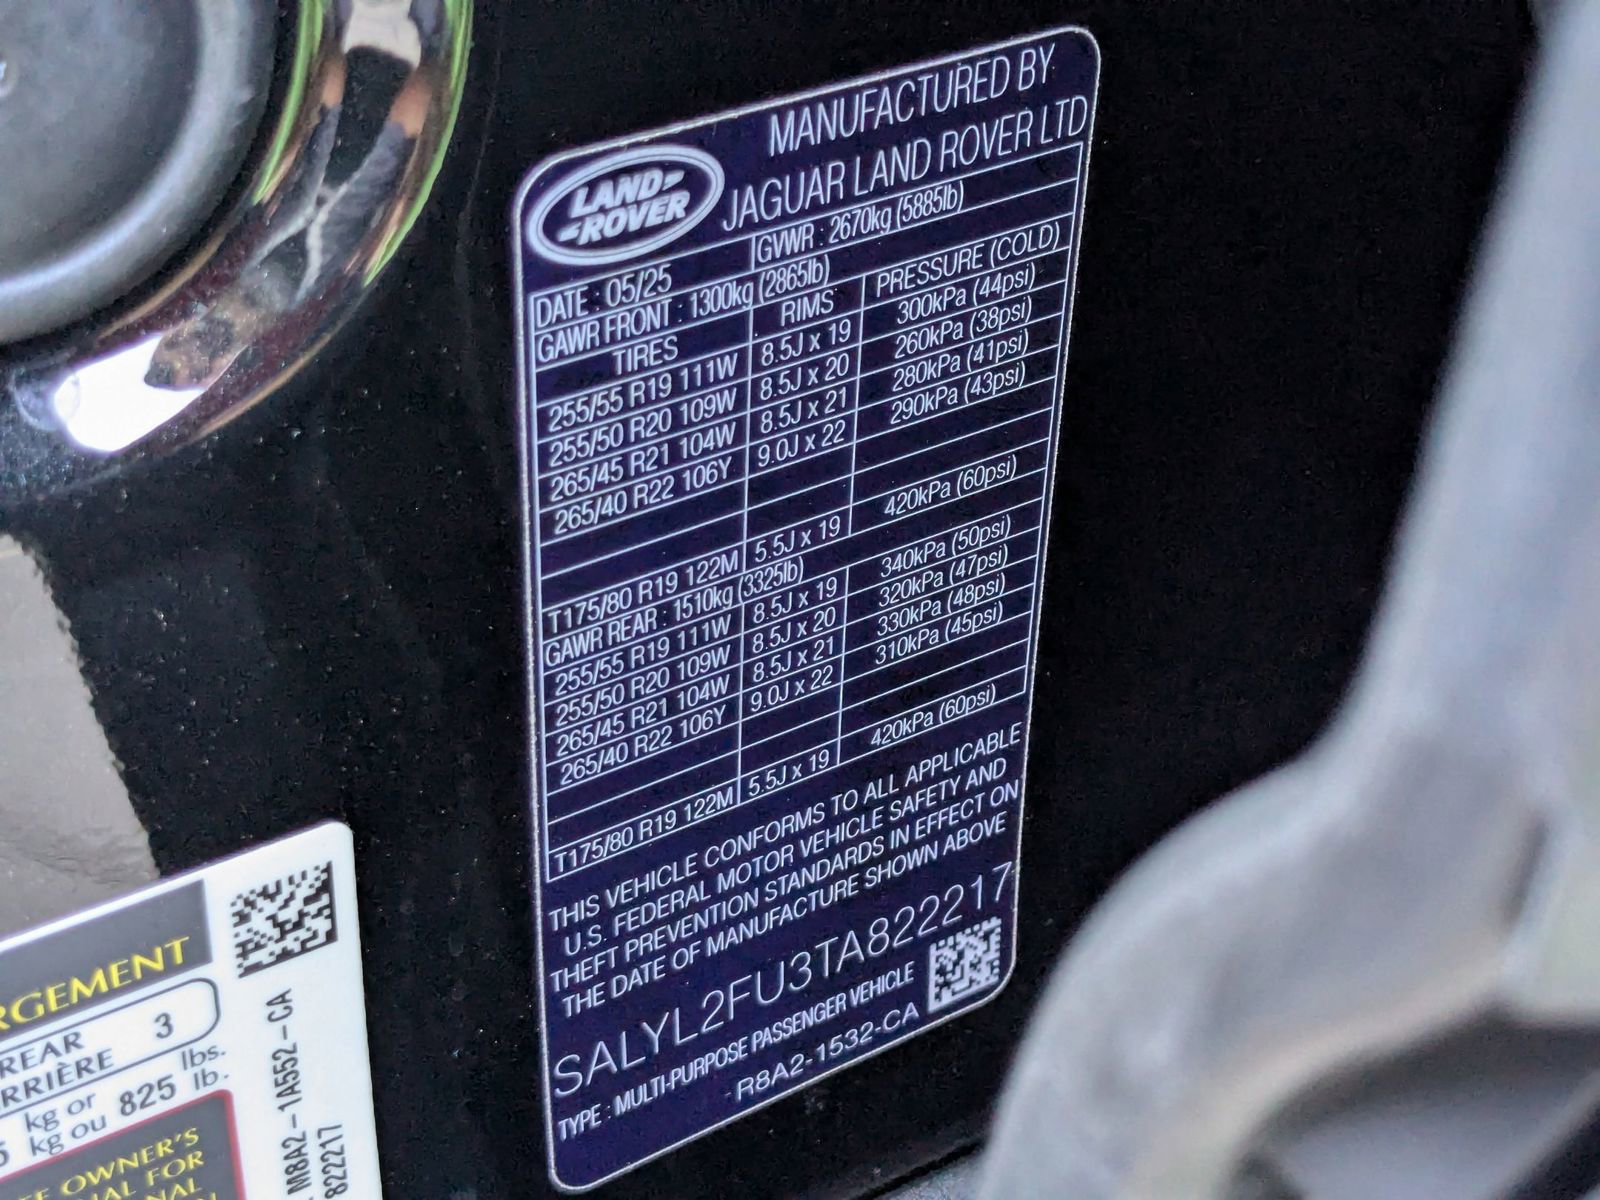 LAND
ROVER
MANUFACTURED BY
JAGUAR LAND ROVER LTD
DATE : 05/25 GVWR : 2670kg (5885lb)
GAWR FRONT : 1300kg (2865lb)
TIRES RIMS PRESSURE (COLD)
255/55 R19 111W 8.5J x 19 300kPa (44psi)
255/50 R20 109W 8.5J x 20 260kPa (38psi)
265/45 R21 104W 8.5J x 21 280kPa (41psi)
265/40 R22 106Y 9.0J x 22 290kPa (43psi)
T175/80 R19 122M 5.5J x 19 420kPa (60psi)
GAWR REAR : 1510kg (3325lb)
255/55 R19 111W 8.5J x 19 340kPa (50psi)
255/50 R20 109W 8.5J x 20 320kPa (47psi)
265/45 R21 104W 8.5J x 21 330kPa (48psi)
265/40 R22 106Y 9.0J x 22 310kPa (45psi)
T175/80 R19 122M 5.5J x 19 420kPa (60psi)
THIS VEHICLE CONFORMS TO ALL APPLICABLE
U.S. FEDERAL MOTOR VEHICLE SAFETY AND
THEFT PREVENTION STANDARDS IN EFFECT ON
THE DATE OF MANUFACTURE SHOWN ABOVE
SALYL2FU3TA822217
TYPE : MULTI-PURPOSE PASSENGER VEHICLE
R8A2-1532-CA
RGEMENT
REAR 3
RRIÈRE
kg or 825 lbs.
kg ou lb.
OWNER'S
FOR
M8A2-1A552-CA
822217